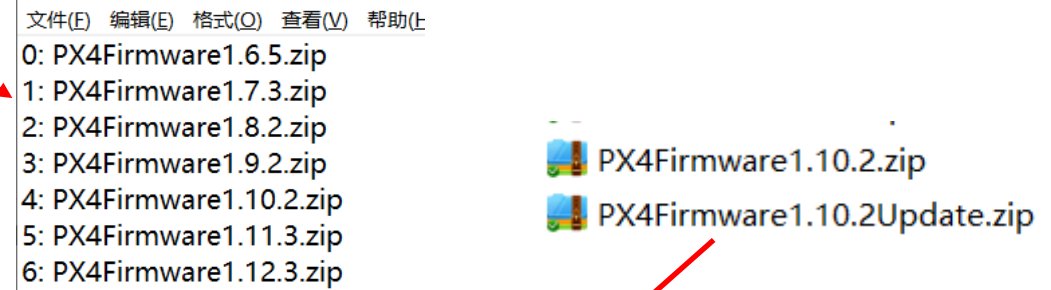 文件(F) 编辑(E) 格式(O) 查看(V) 帮助(H
0: PX4Firmware1.6.5.zip
1: PX4Firmware1.7.3.zip
2: PX4Firmware1.8.2.zip
3: PX4Firmware1.9.2.zip
4: PX4Firmware1.10.2.zip
5: PX4Firmware1.11.3.zip
6: PX4Firmware1.12.3.zip
PX4Firmware1.10.2.zip
PX4Firmware1.10.2Update.zip